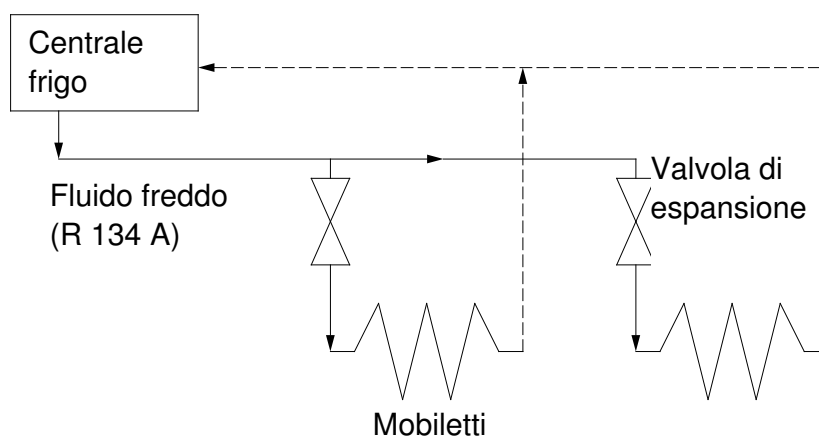 Centrale
frigo
Fluido freddo
(R 134 A)
Valvola di
espansione
Mobiletti